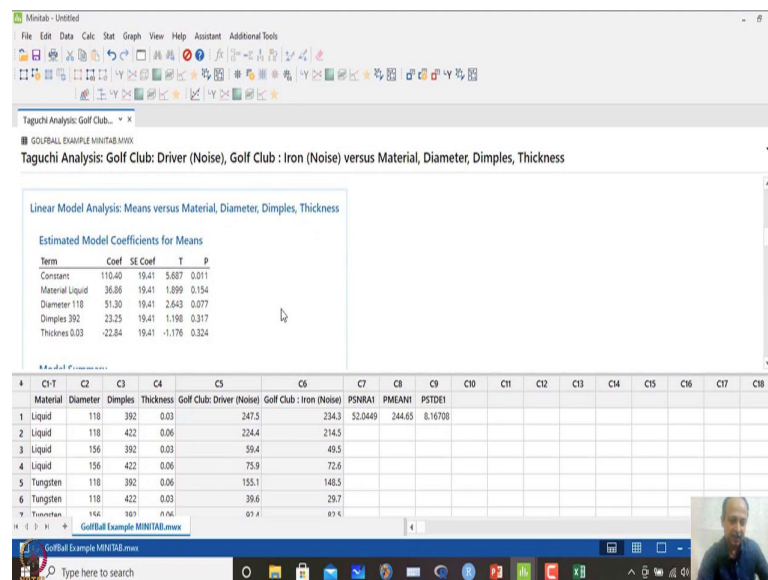 Minitab - Untitled
File Edit Data Calc Stat Graph View Help Assistant Additional Tools
Taguchi Analysis: Golf Club...
GOLFBALL EXAMPLE MINITAB.MWX
Taguchi Analysis: Golf Club: Driver (Noise), Golf Club : Iron (Noise) versus Material, Diameter, Dimples, Thickness
Linear Model Analysis: Means versus Material, Diameter, Dimples, Thickness
Estimated Model Coefficients for Means
Term Coef SE Coef T P
Constant 110.40 19.41 5.687 0.011
Material Liquid 36.86 19.41 1.899 0.154
Diameter 118 51.30 19.41 2.643 0.077
Dimples 392 23.25 19.41 1.198 0.317
Thicknes 0.03 -22.84 19.41 -1.176 0.324
C1-T C2 C3 C4 C5 C6 C7 C8 C9 C10 C11 C12 C13 C14 C15 C16 C17 C18
Material Diameter Dimples Thickness Golf Club: Driver (Noise) Golf Club : Iron (Noise) PSNRA1 PMEAN1 PSTDE1
1 Liquid 118 392 0.03 247.5 234.3 52.0449 244.65 8.16708
2 Liquid 118 422 0.06 224.4 214.5
3 Liquid 156 392 0.03 59.4 49.5
4 Liquid 156 422 0.06 75.9 72.6
5 Tungsten 118 392 0.06 155.1 148.5
6 Tungsten 118 422 0.03 39.6 29.7
7 Tungsten 156 392 0.06 92.4 82.5
GolfBall Example MINITAB.mwx
GolfBall Example MINITAB.mwx
Type here to search